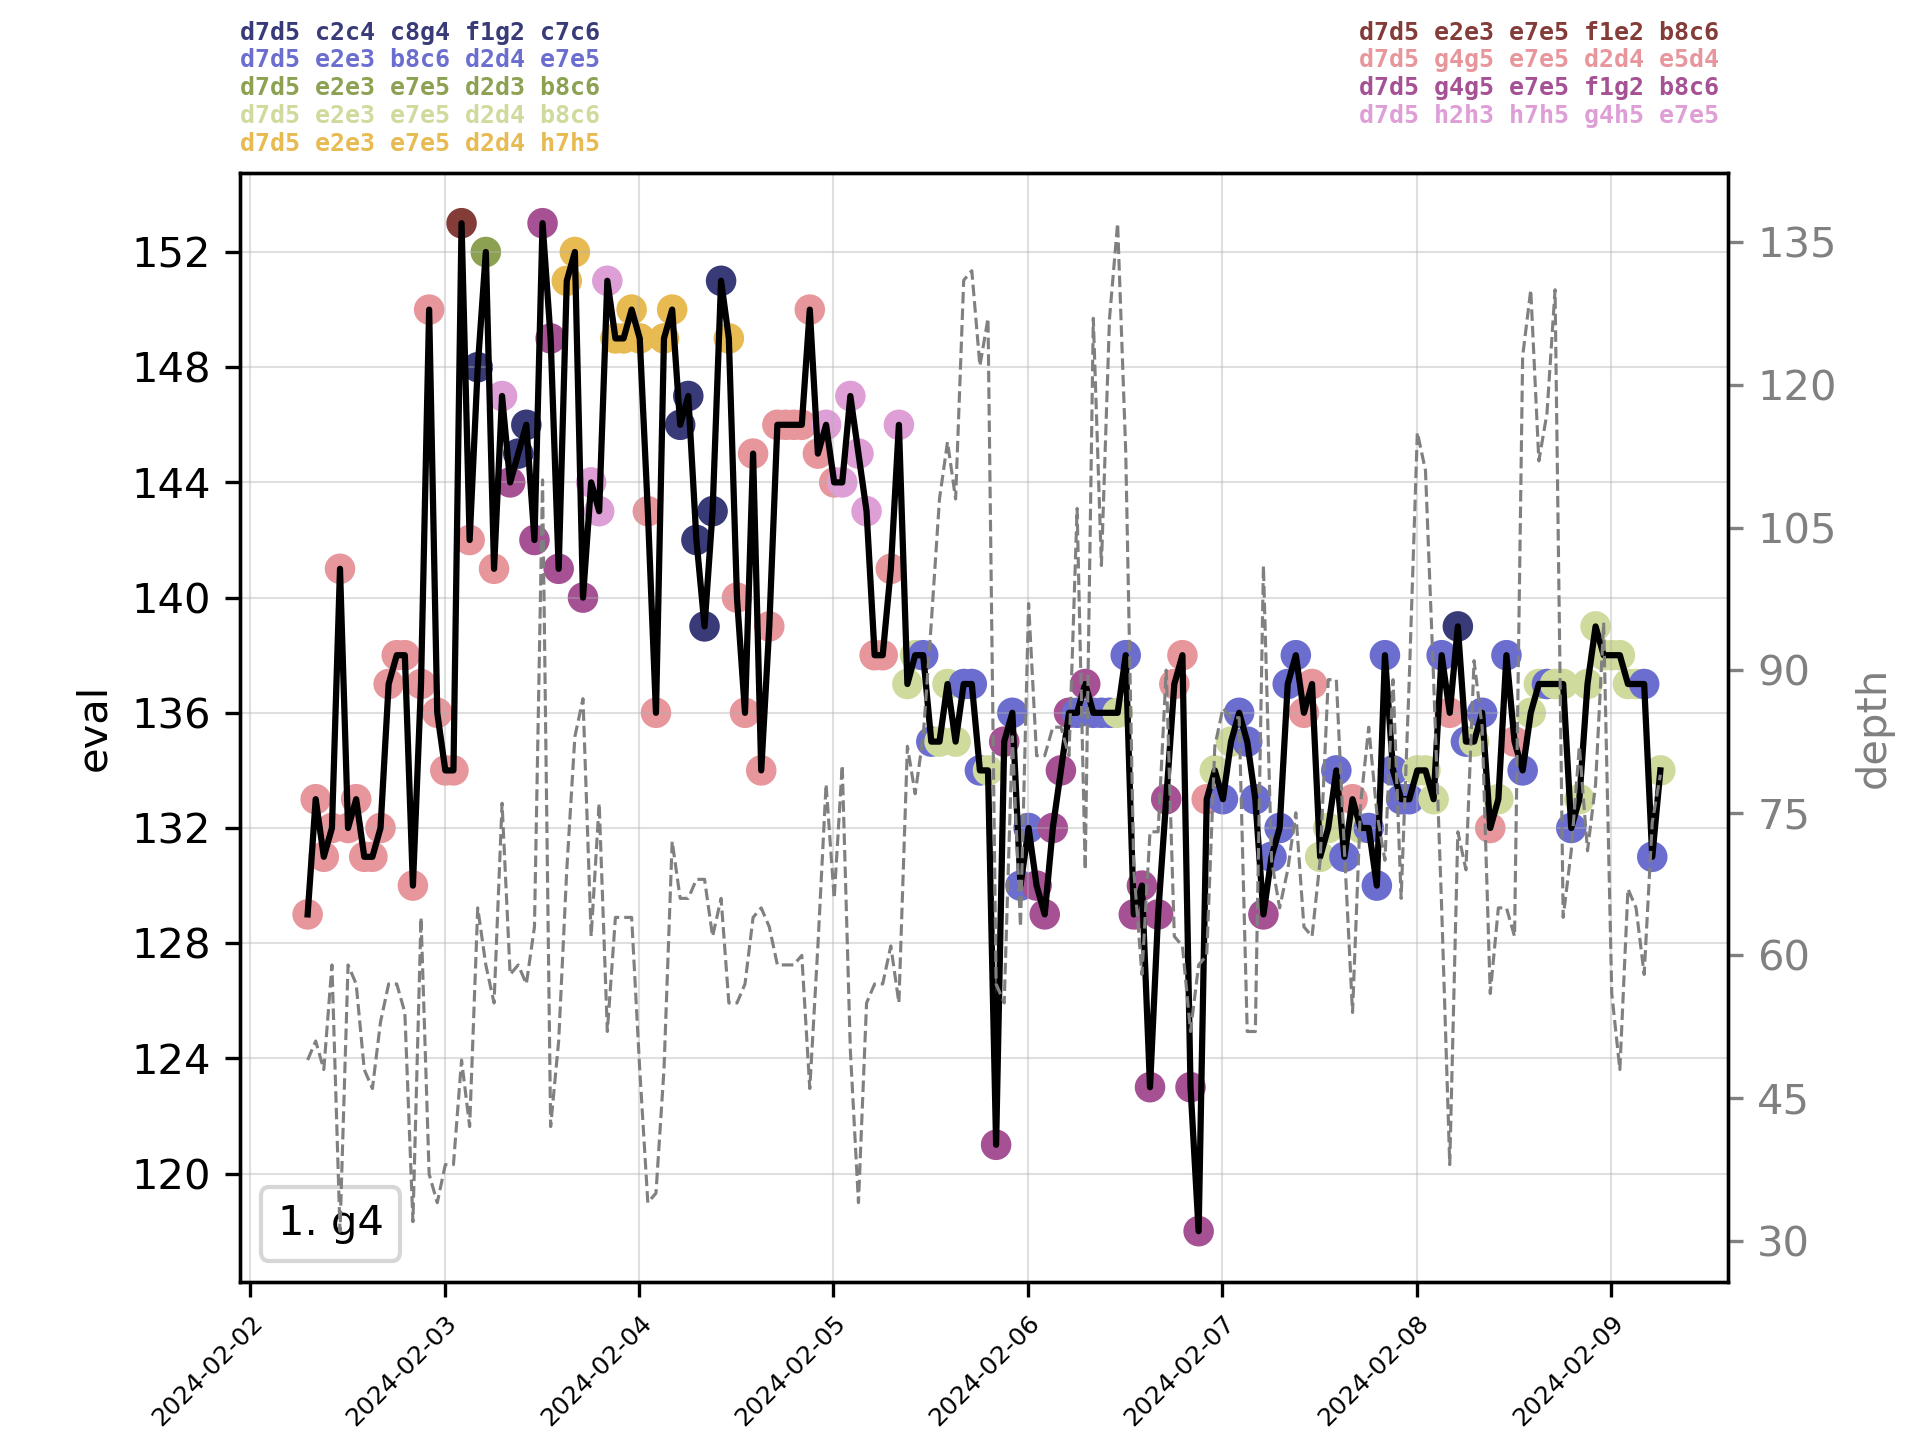 d7d5 c2c4 c8g4 f1g2 c7c6
d7d5 e2e3 b8c6 d2d4 e7e5
d7d5 e2e3 e7e5 d2d3 b8c6
d7d5 e2e3 e7e5 d2d4 b8c6
d7d5 e2e3 e7e5 d2d4 h7h5
d7d5 e2e3 e7e5 f1e2 b8c6
d7d5 g4g5 e7e5 d2d4 e5d4
d7d5 g4g5 e7e5 f1g2 b8c6
d7d5 h2h3 h7h5 g4h5 e7e5
152
148
144
140
136
132
128
124
120
eval
135
120
105
90
75
60
45
30
depth
1. g4
2024-02-02
2024-02-03
2024-02-04
2024-02-05
2024-02-06
2024-02-07
2024-02-08
2024-02-09